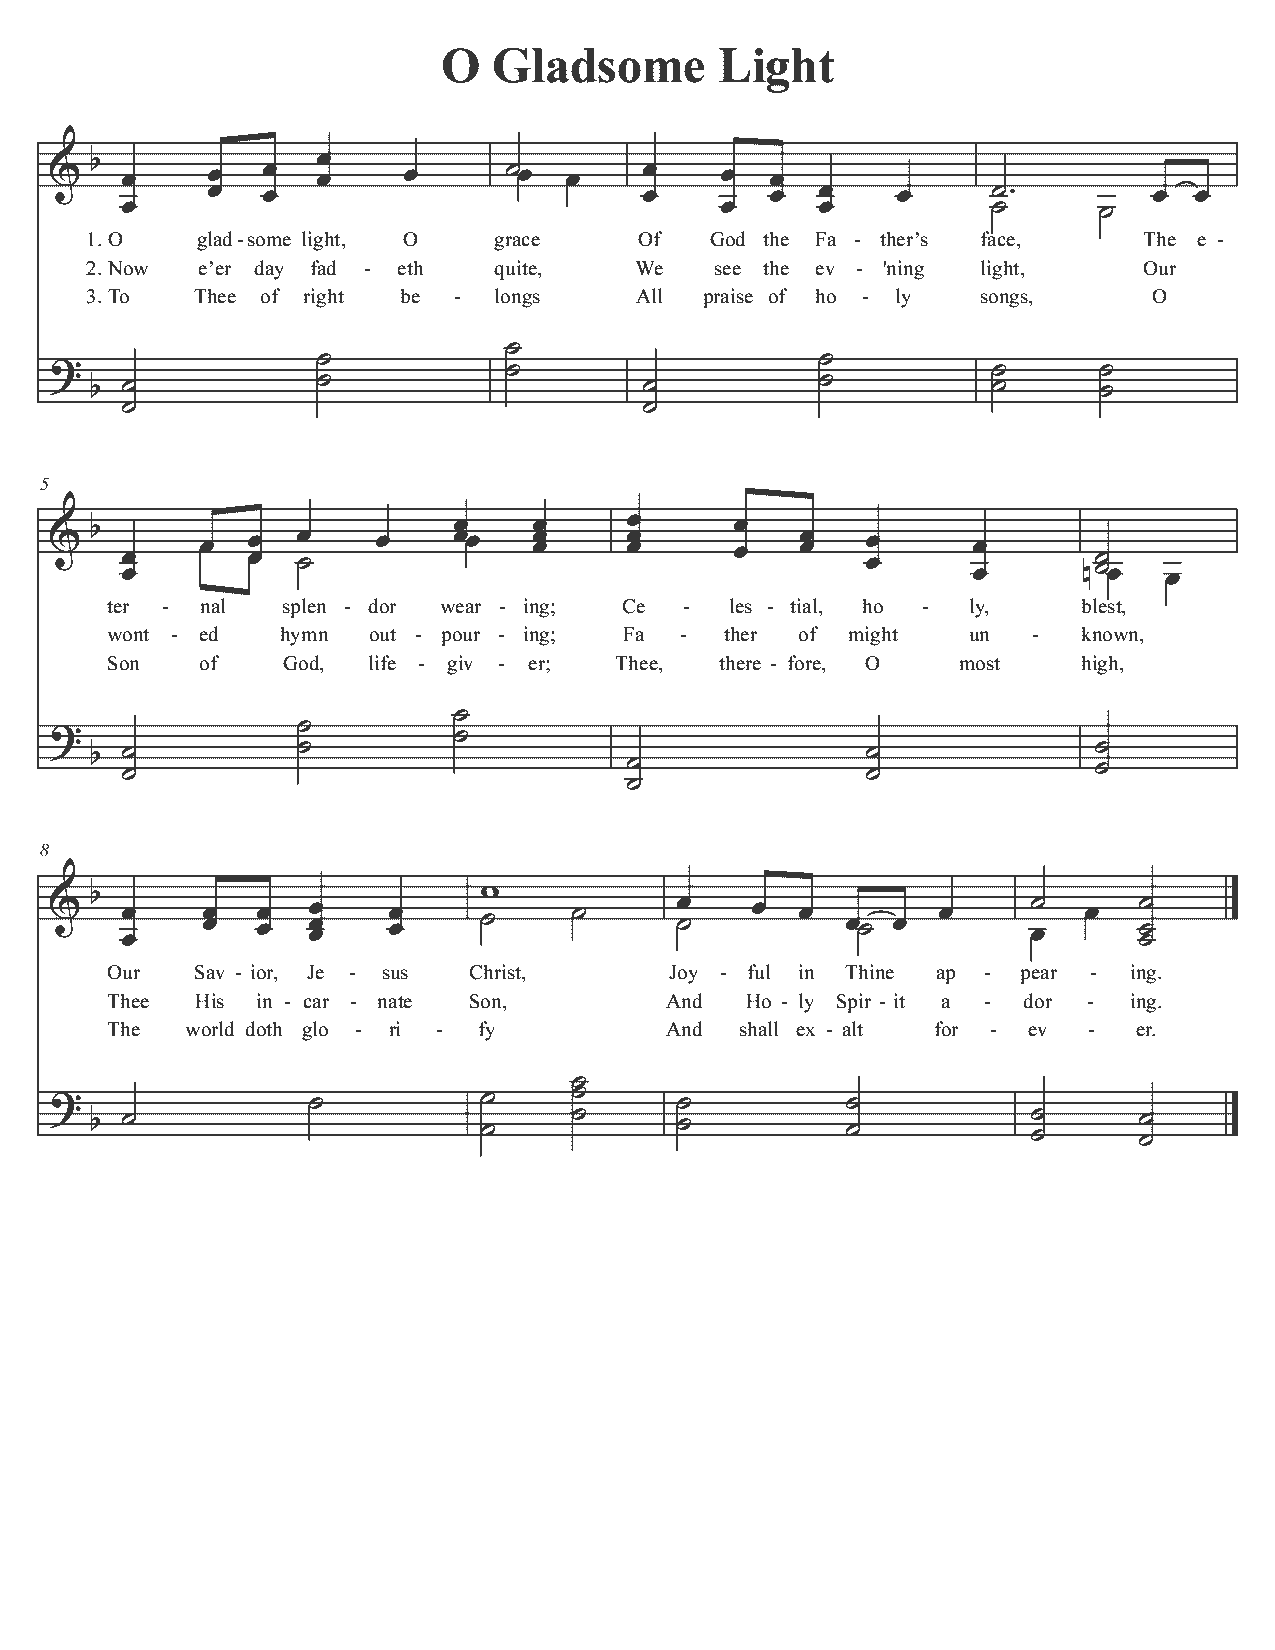 O Gladsome Light
1. O glad - some light, O grace Of God the Fa - ther’s face, The e -
2. Now e’er day fad - eth quite, We see the ev - 'ning light, Our
3. To Thee of right be - longs All praise of ho - ly songs, O
5
ter - nal splen - dor wear - ing; Ce - les - tial, ho - ly, blest,
wont - ed hymn out - pour - ing; Fa - ther of might un - known,
Son of God, life - giv - er; Thee, there - fore, O most high,
8
Our Sav - ior, Je - sus Christ, Joy - ful in Thine ap - pear - ing.
Thee His in - car - nate Son, And Ho - ly Spir - it a - dor - ing.
The world doth glo - ri - fy And shall ex - alt for - ev - er.